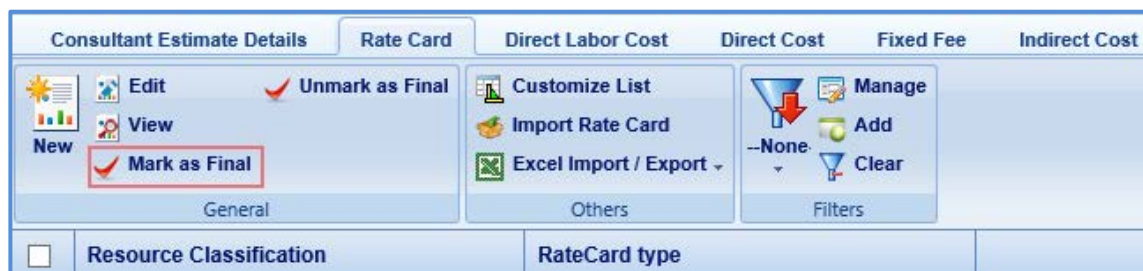 Consultant Estimate Details Rate Card Direct Labor Cost Direct Cost Fixed Fee Indirect Cost
New
Edit
View
Mark as Final
Unmark as Final
General
Customize List
Import Rate Card
Excel Import / Export
Others
--None-
Manage
Add
Clear
Filters
Resource Classification RateCard type